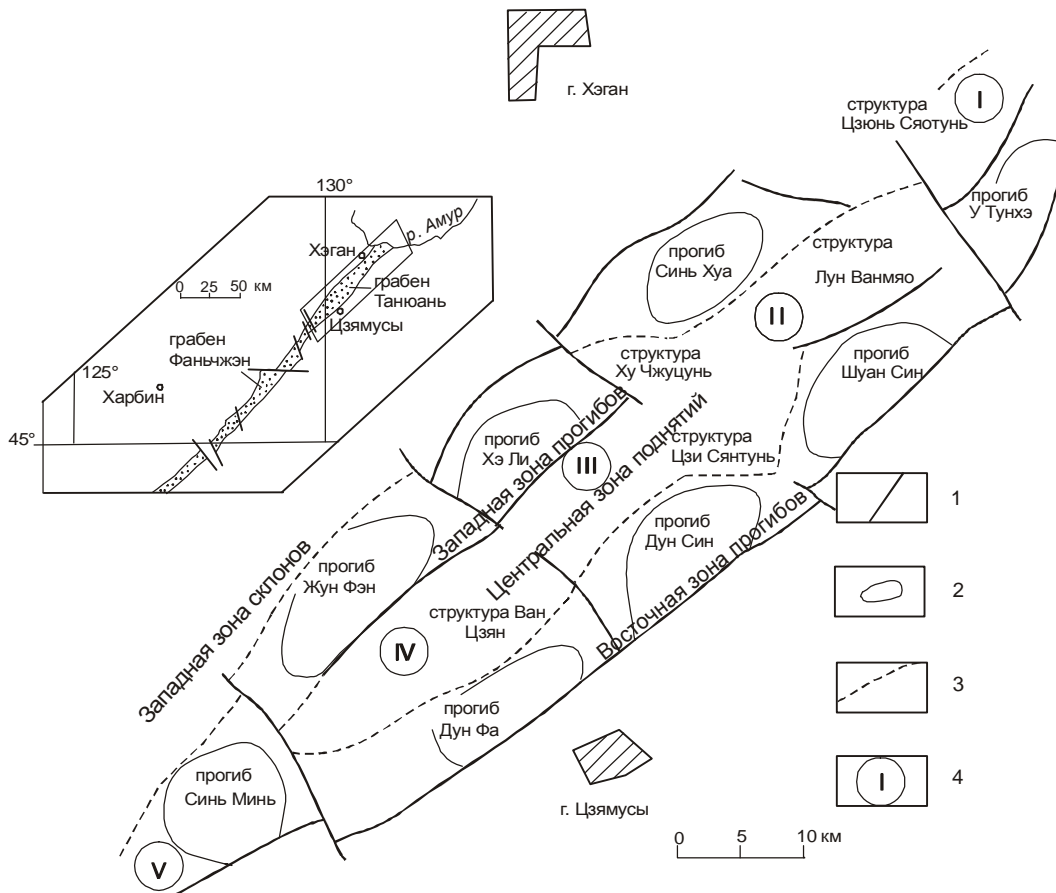 г. Хэган
I
структура
Цзюнь Сяотунь
прогиб
У Тунхэ
130°
р. Амур
Хэган
0 25 50 км
грабен
Танюань
Цзямусы
грабен
Фаньчжэн
125°
Харбин
45°
прогиб
Синь Хуа
структура
Лун Ванмяо
II
структура
Ху Чжуцунь
прогиб
Шуан Син
прогиб
Хэ Ли
Западная зона прогибов
III
структура
Цзи Сянтунь
Центральная зона поднятий
прогиб
Дун Син
Восточная зона прогибов
Западная зона склонов
прогиб
Жун Фэн
структура Ван
Цзян
IV
прогиб
Дун Фа
прогиб
Синь Минь
V
г. Цзямусы
0 5 10 км
1
2
3
I
4